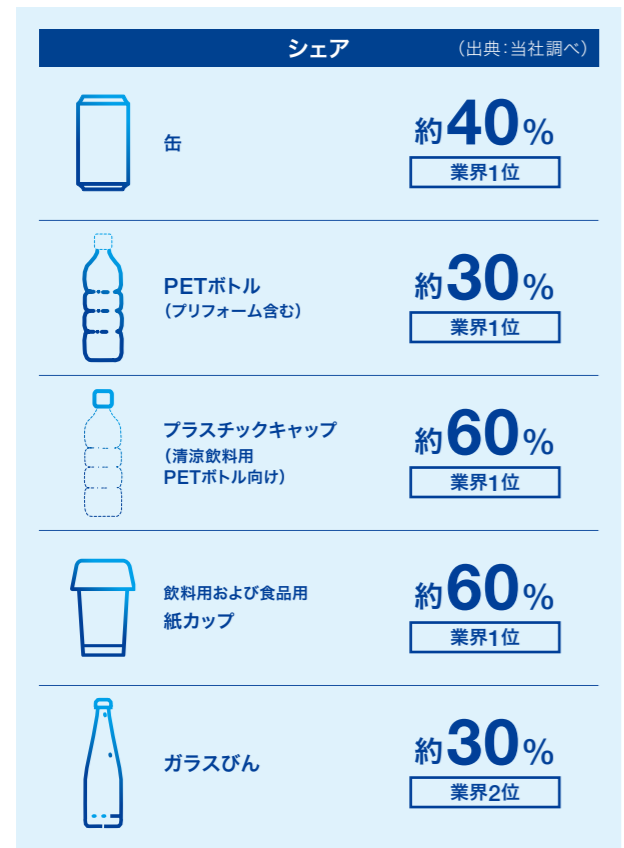 シェア （出典：当社調べ）
缶
約40%
業界1位
PETボトル
（プリフォーム含む）
約30%
業界1位
プラスチックキャップ
（清涼飲料用
PETボトル向け）
約60%
業界1位
飲料用および食品用
紙カップ
約60%
業界1位
ガラスびん
約30%
業界2位